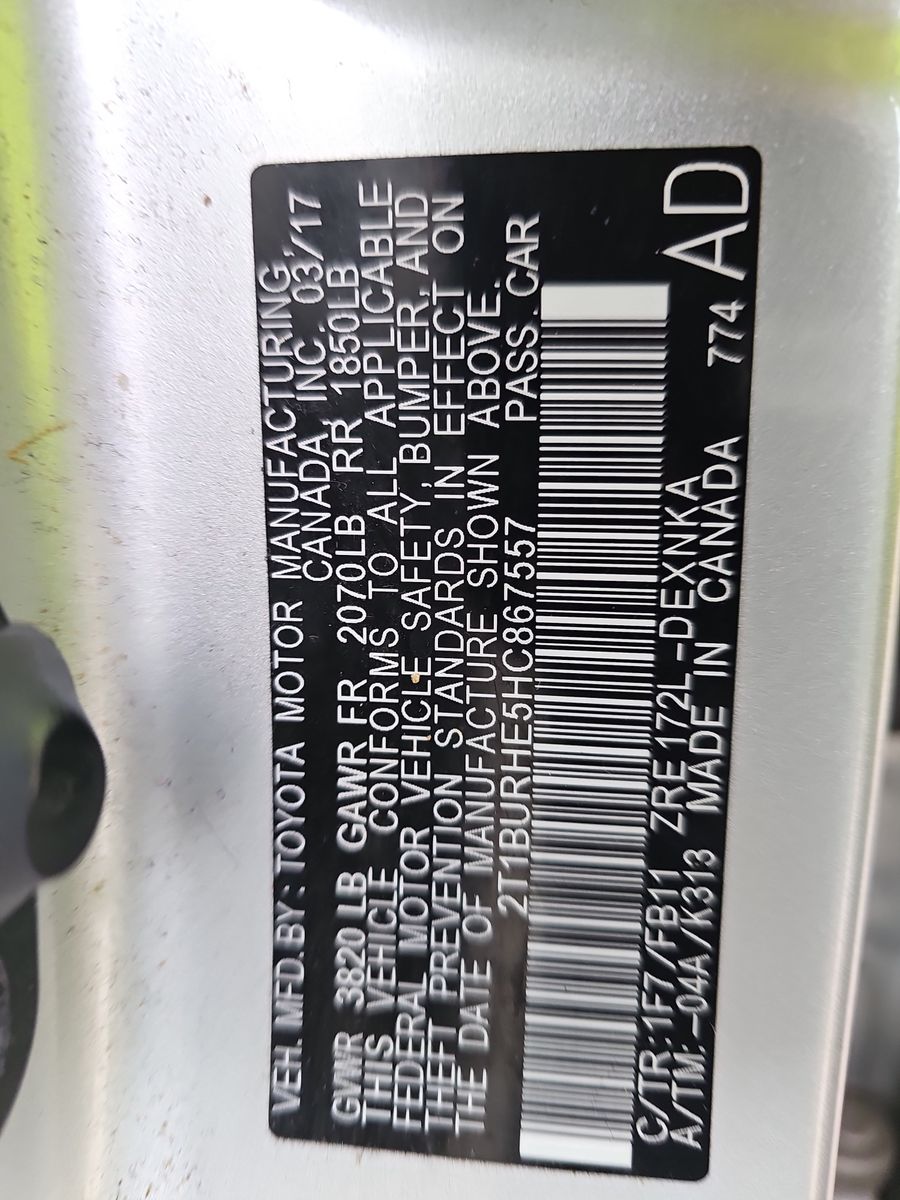 VEH. MFD.BY: TOYOTA MOTOR MANUFACTURING,
CANADA, INC. 03/17
GVWR 3820 LB GAWR FR 2070LB RR 1850LB
THIS VEHICLE CONFORMS TO ALL APPLICABLE
FEDERAL MOTOR VEHICLE SAFETY, BUMPER, AND
THEFT PREVENTION STANDARDS IN EFFECT ON
THE DATE OF MANUFACTURE SHOWN ABOVE.
2T1BURHE5HC867557 PASS.CAR
C/TR:1F7/FB11 ZRE172L-DEXNKA
A/TM:-04A/K313 MADE IN CANADA 774 AD